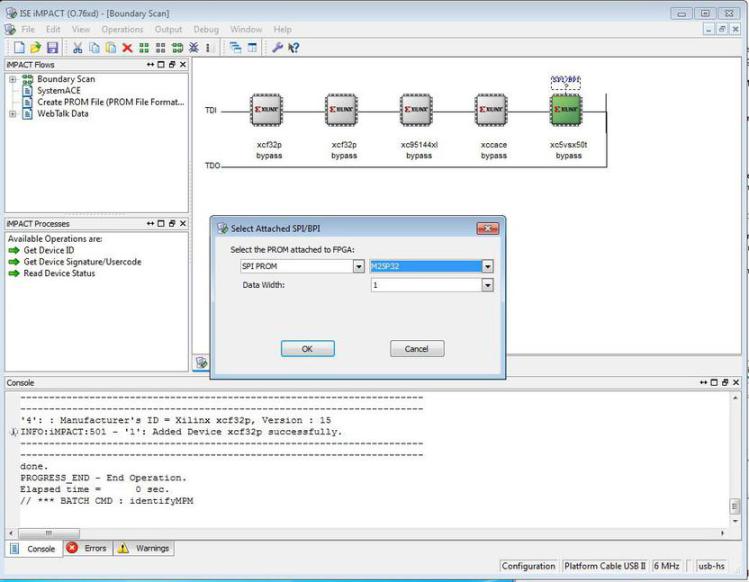 ISE iMPACT (O.76xd) - [Boundary Scan]
File Edit View Operations Output Debug Window Help
iMPACT Flows
Boundary Scan
SystemACE
Create PROM File (PROM File Format...
WebTalk Data
iMPACT Processes
Available Operations are:
Get Device ID
Get Device Signature/Usercode
Read Device Status
SPI/BPI
?
TDI
XILINX XILINX XILINX XILINX XILINX
xcf32p xcf32p xc95144xl xccace xc5vsx50t
bypass bypass bypass bypass bypass
TDO
Select Attached SPI/BPI
Select the PROM attached to FPGA:
SPI PROM M25P32
Data Width: 1
OK Cancel
Console
'4': : Manufacturer's ID = Xilinx xcf32p, Version : 15
INFO:iMPACT:501 - '1': Added Device xcf32p successfully.
done.
PROGRESS_END - End Operation.
Elapsed time = 0 sec.
// *** BATCH CMD : identifyMPM
Console Errors Warnings
Configuration Platform Cable USB II 6 MHz usb-hs